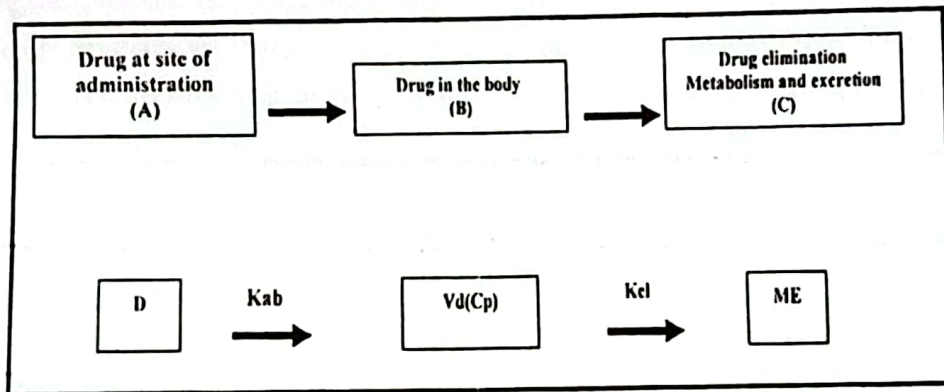 Drug at site of
administration
(A)
Drug in the body
(B)
Drug elimination
Metabolism and excretion
(C)
D
Kab
Vd(Cp)
Kel
ME